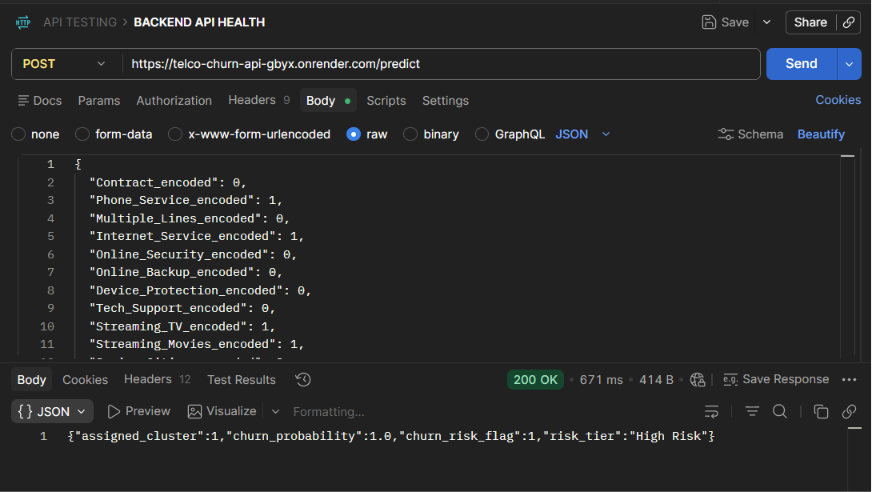 HTTP API TESTING > BACKEND API HEALTH Save Share
POST https://telco-churn-api-gbyx.onrender.com/predict Send
Docs Params Authorization Headers 9 Body Scripts Settings Cookies
none form-data x-www-form-urlencoded raw binary GraphQL JSON Schema Beautify
1 {
2 "Contract_encoded": 0,
3 "Phone_Service_encoded": 1,
4 "Multiple_Lines_encoded": 0,
5 "Internet_Service_encoded": 1,
6 "Online_Security_encoded": 0,
7 "Online_Backup_encoded": 0,
8 "Device_Protection_encoded": 0,
9 "Tech_Support_encoded": 0,
10 "Streaming_TV_encoded": 1,
11 "Streaming_Movies_encoded": 1,
Body Cookies Headers 12 Test Results 200 OK • 671 ms • 414 B • e.g. Save Response
{} JSON Preview Visualize Formatting...
1 {"assigned_cluster":1,"churn_probability":1.0,"churn_risk_flag":1,"risk_tier":"High Risk"}